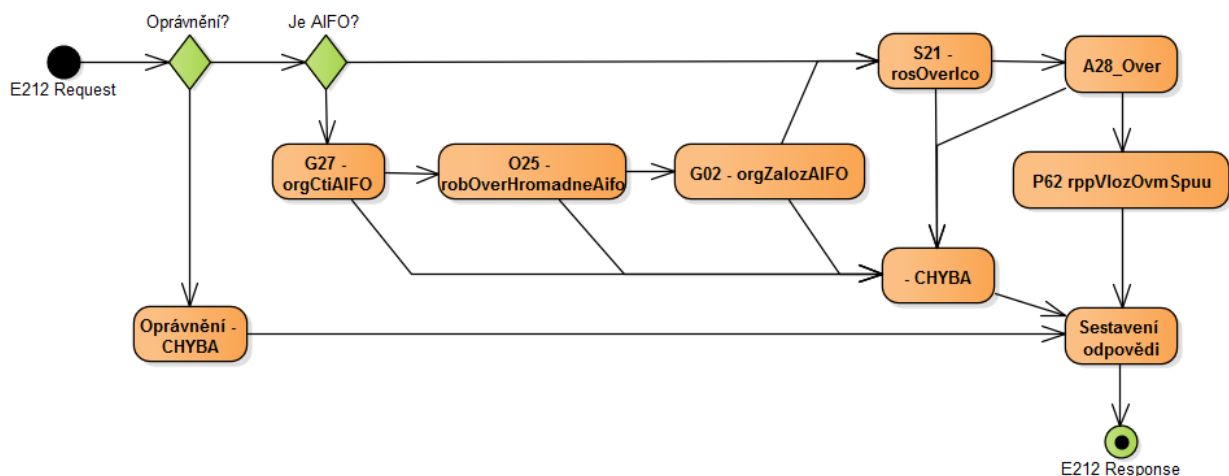 Oprávnění?
Je AIFO?
E212 Request
S21 -
rosOverIco
A28_Over
G27 -
orgCtiAIFO
O25 -
robOverHromadneAifo
G02 - orgZalozAIFO
P62 rppVlozOvmSpuu
- CHYBA
Oprávnění -
CHYBA
Sestavení
odpovědi
E212 Response